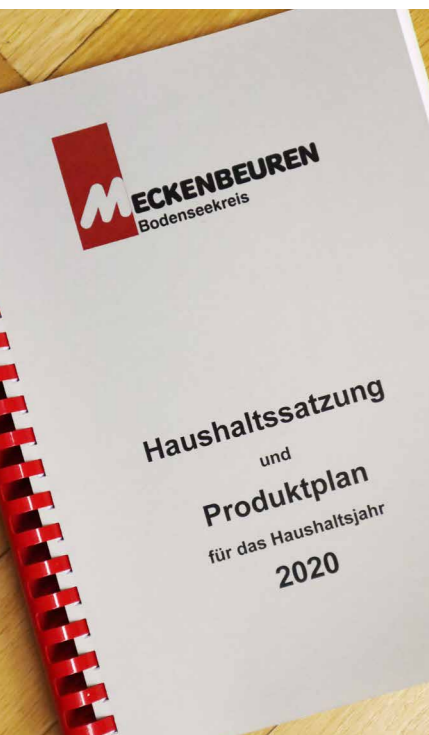 MECKENBEUREN
Bodenseekreis
Haushaltssatzung
und
Produktplan
für das Haushaltsjahr
2020